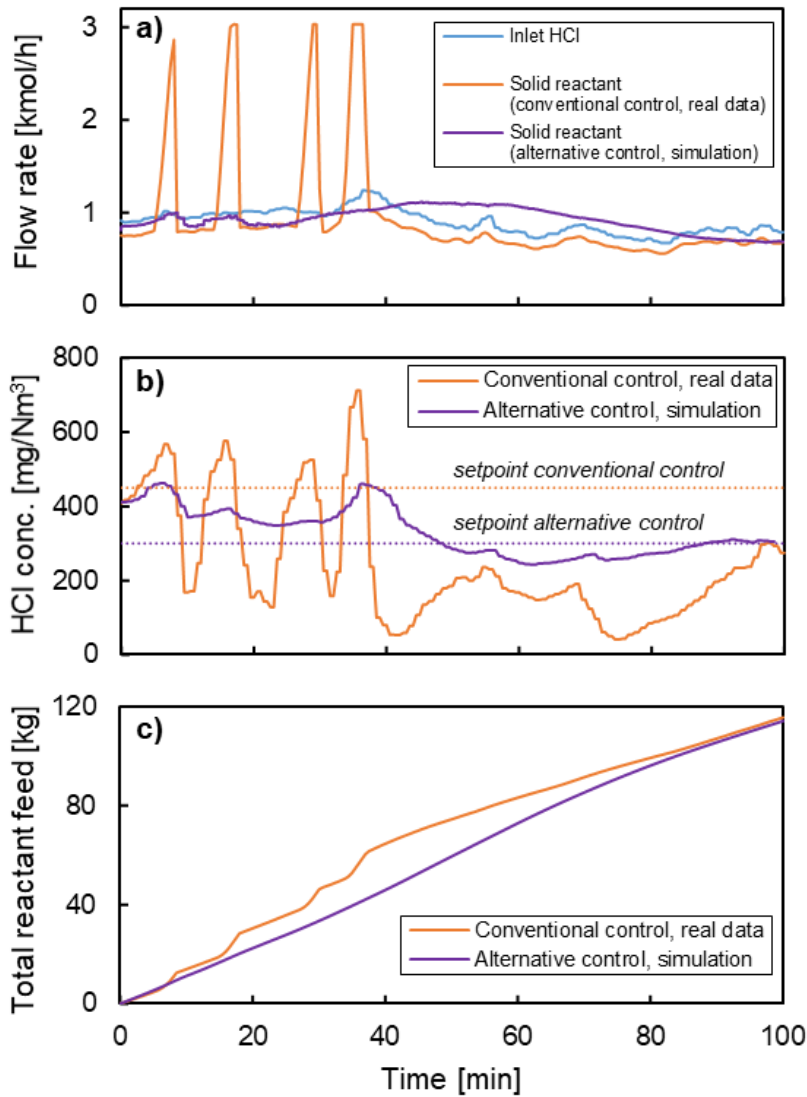 a)
Flow rate [kmol/h]
3
2
1
0
Inlet HCl
Solid reactant
(conventional control, real data)
Solid reactant
(alternative control, simulation)
b)
HCl conc. [mg/Nm³]
800
600
400
200
0
Conventional control, real data
Alternative control, simulation
setpoint conventional control
setpoint alternative control
c)
Total reactant feed [kg]
120
80
40
0
Conventional control, real data
Alternative control, simulation
0 20 40 60 80 100
Time [min]